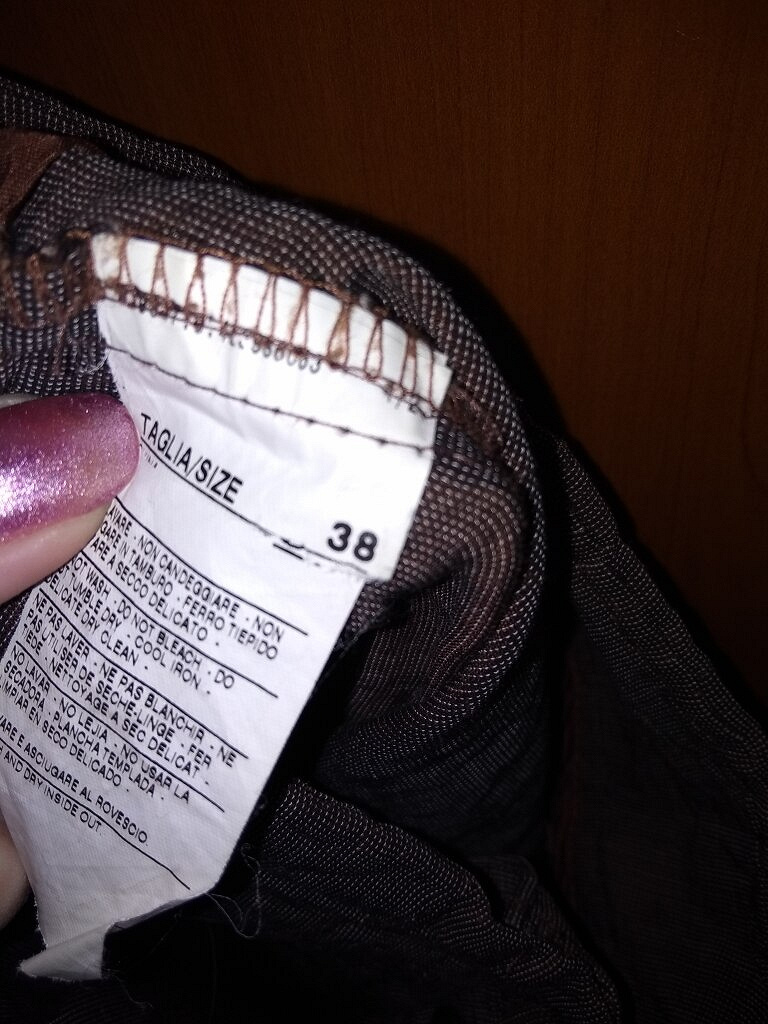 TAGLIA/SIZE
38
NON CANDEGGIARE - NON
IN TAMBURO - FERRO TIEPIDO
A SECCO DELICATO -
NOT WASH - DO NOT BLEACH - DO
TUMBLE DRY - COOL IRON -
DRY CLEAN -
NE PAS LAVER - NE PAS BLANCHIR - NE
PAS UTILISER DE SECHE-LINGE - FER
TIEDE - NETTOYAGE A SEC DELICAT -
NO LAVAR - NO LEJIA - NO USAR LA
SECADORA - PLANCHA TEMPLADA -
EN SECO DELICADO -
E ASCIUGARE AL ROVESCIO.
AND DRY INSIDE OUT.